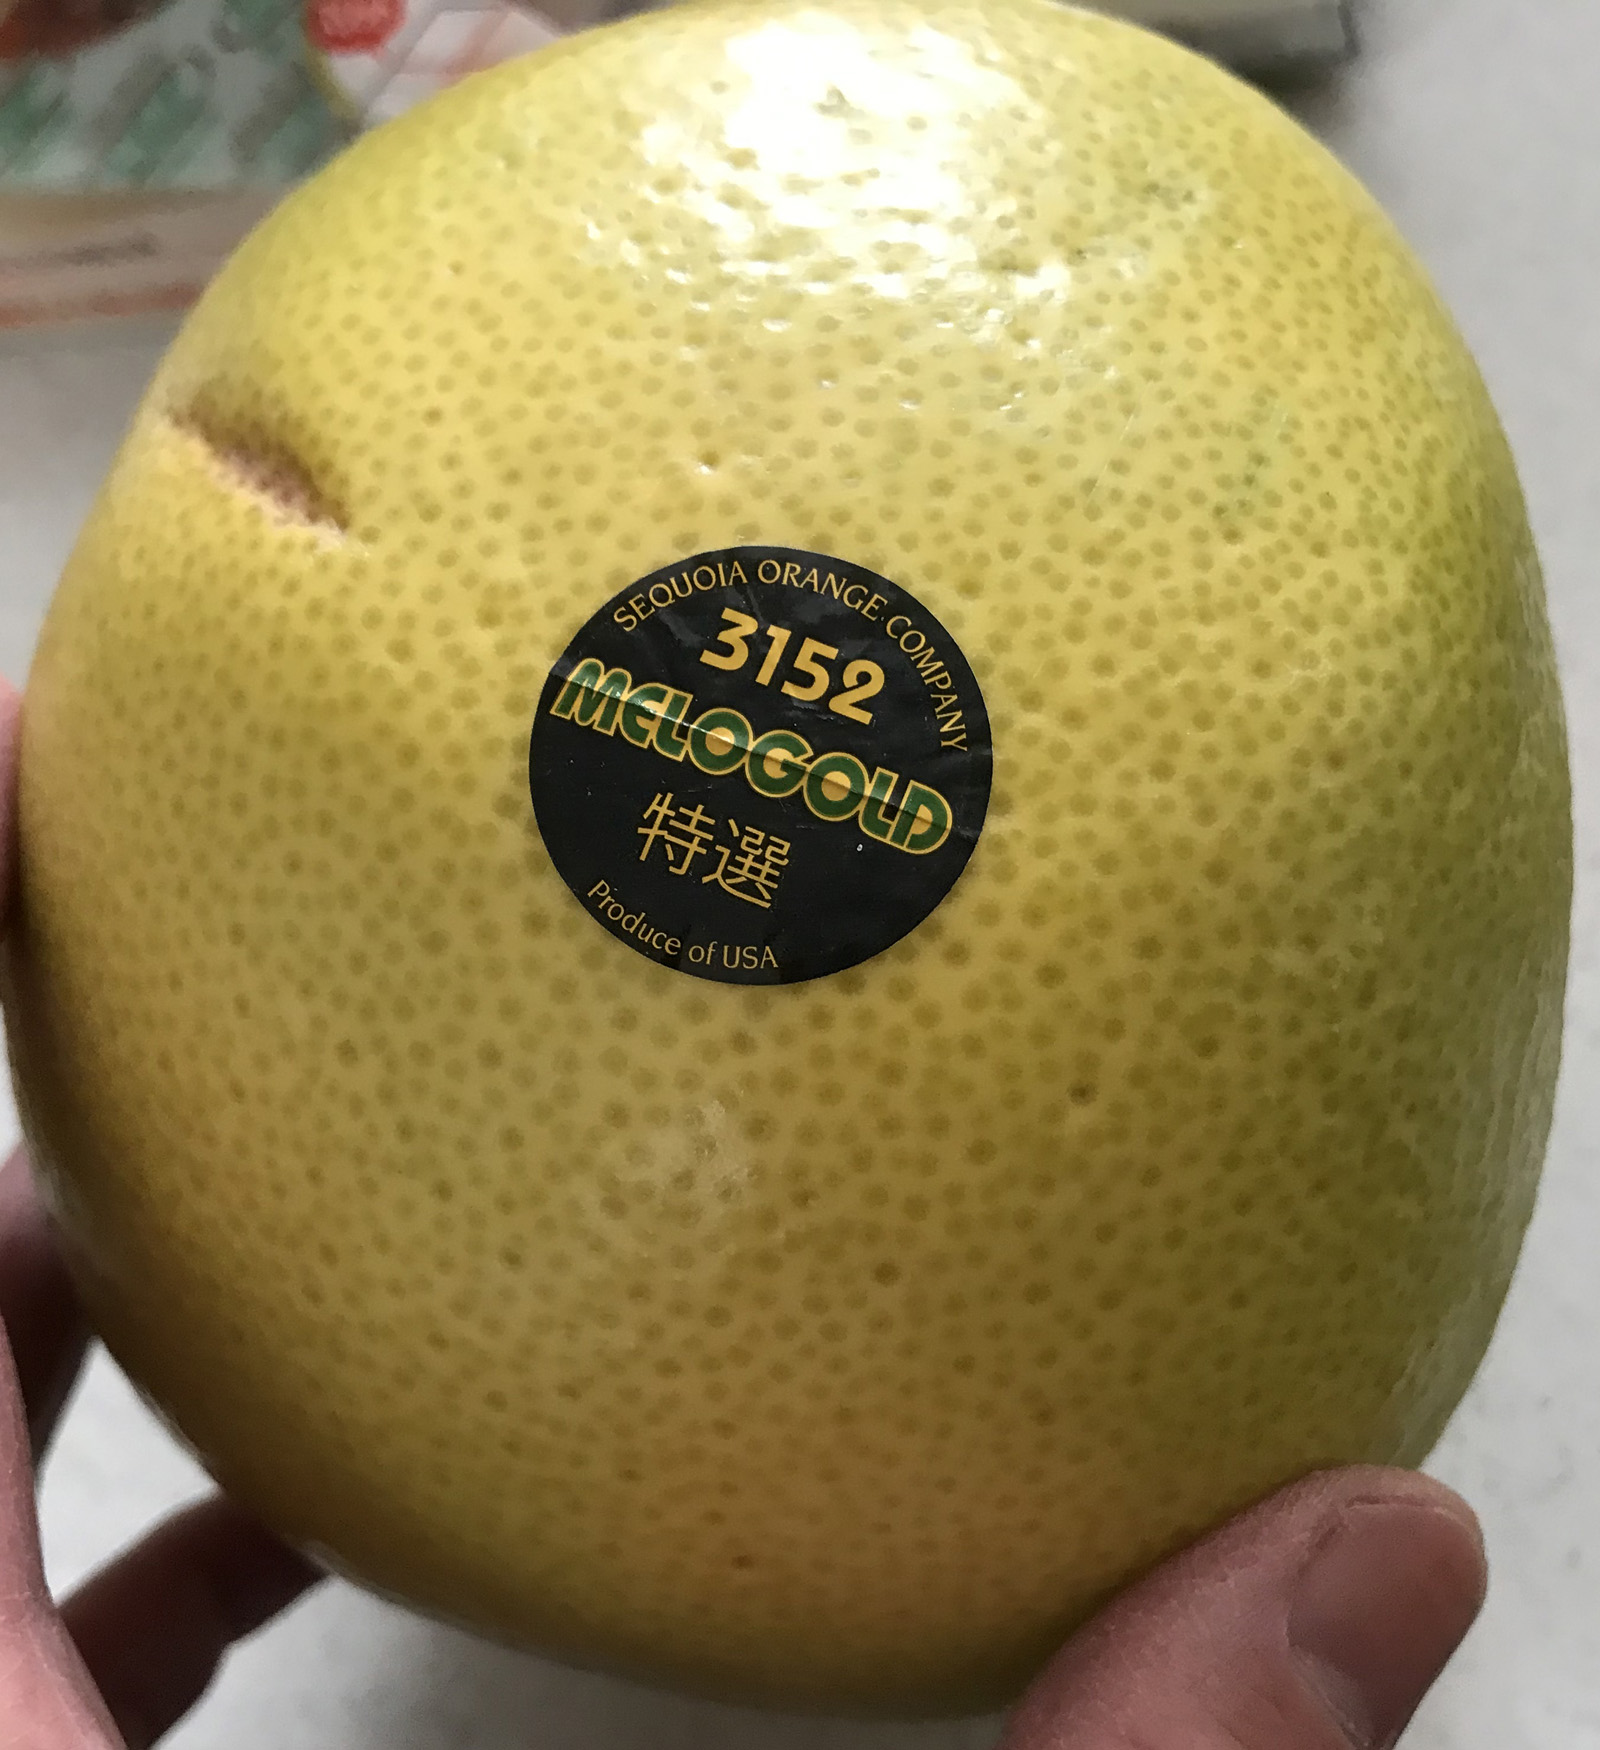 SEQUOIA ORANGE COMPANY
3152
MELOGOLD
特選
Produce of USA